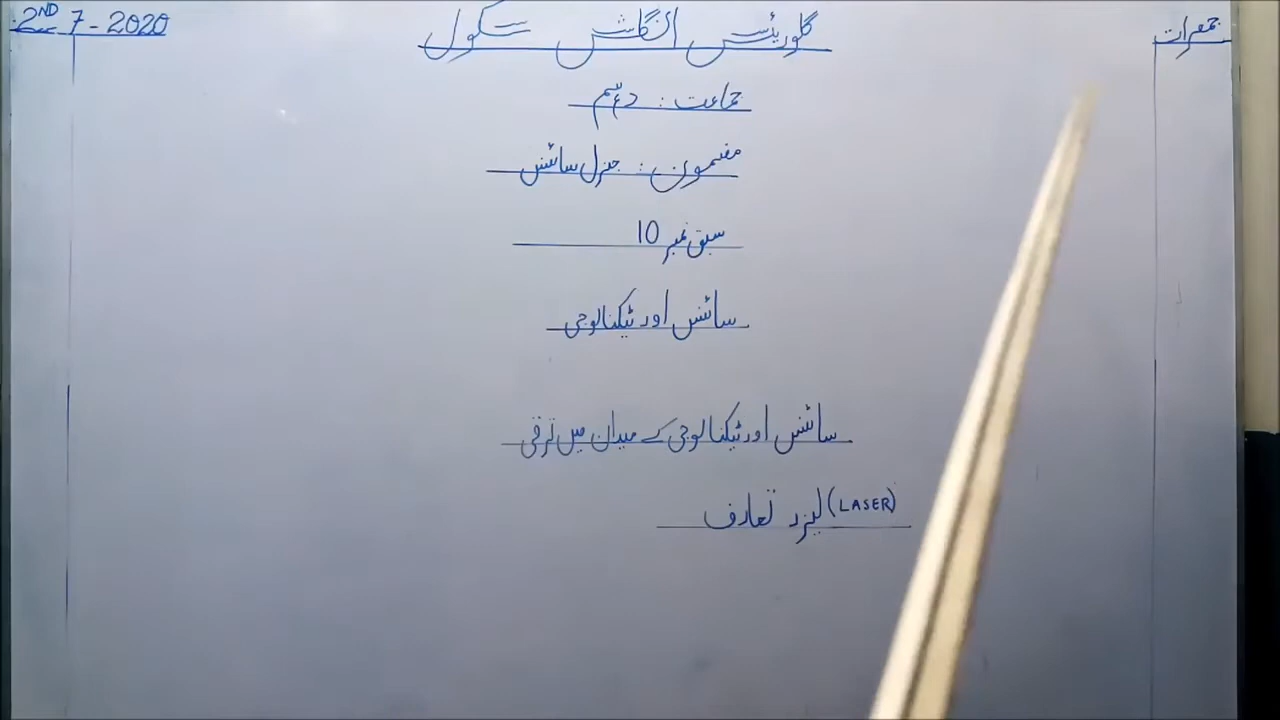 جمعرات
2ND 7 - 2020
گلوریئس انگلش سکول
جماعت : دہم
مضمون : جنرل سائنس
سبق نمبر 10
سائنس اور ٹیکنالوجی
سائنس اور ٹیکنالوجی کے میدان میں ترقی
(LASER) لیزر تعارف